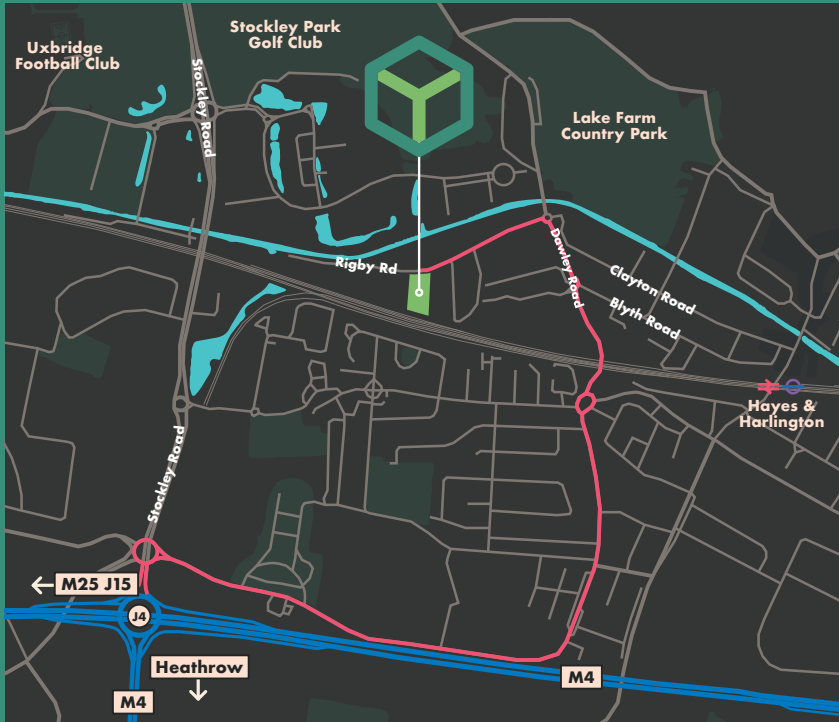 Stockley Park
Golf Club
Uxbridge
Football Club
Stockley Road
Lake Farm
Country Park
Rigby Rd
Dawley Road
Clayton Road
Blyth Road
Hayes &
Harlington
Stockley Road
M25 J15
J4
Heathrow
M4
M4